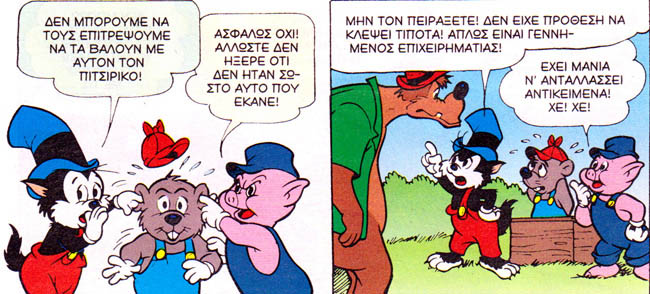 ΔΕΝ ΜΠΟΡΟΥΜΕ ΝΑ
ΤΟΥΣ ΕΠΙΤΡΕΨΟΥΜΕ
ΝΑ ΤΑ ΒΑΛΟΥΝ ΜΕ
ΑΥΤΟΝ ΤΟΝ
ΠΙΤΣΙΡΙΚΟ!
ΑΣΦΑΛΩΣ ΟΧΙ!
ΑΛΛΩΣΤΕ ΔΕΝ
ΗΞΕΡΕ ΟΤΙ
ΔΕΝ ΗΤΑΝ ΣΩ-
ΣΤΟ ΑΥΤΟ ΠΟΥ
ΕΚΑΝΕ!
ΜΗΝ ΤΟΝ ΠΕΙΡΑΞΕΤΕ! ΔΕΝ ΕΙΧΕ ΠΡΟΘΕΣΗ ΝΑ
ΚΛΕΨΕΙ ΤΙΠΟΤΑ! ΑΠΛΩΣ ΕΙΝΑΙ ΓΕΝΝΗ-
ΜΕΝΟΣ ΕΠΙΧΕΙΡΗΜΑΤΙΑΣ!
ΕΧΕΙ ΜΑΝΙΑ
Ν' ΑΝΤΑΛΛΑΣΣΕΙ
ΑΝΤΙΚΕΙΜΕΝΑ!
ΧΕ! ΧΕ!